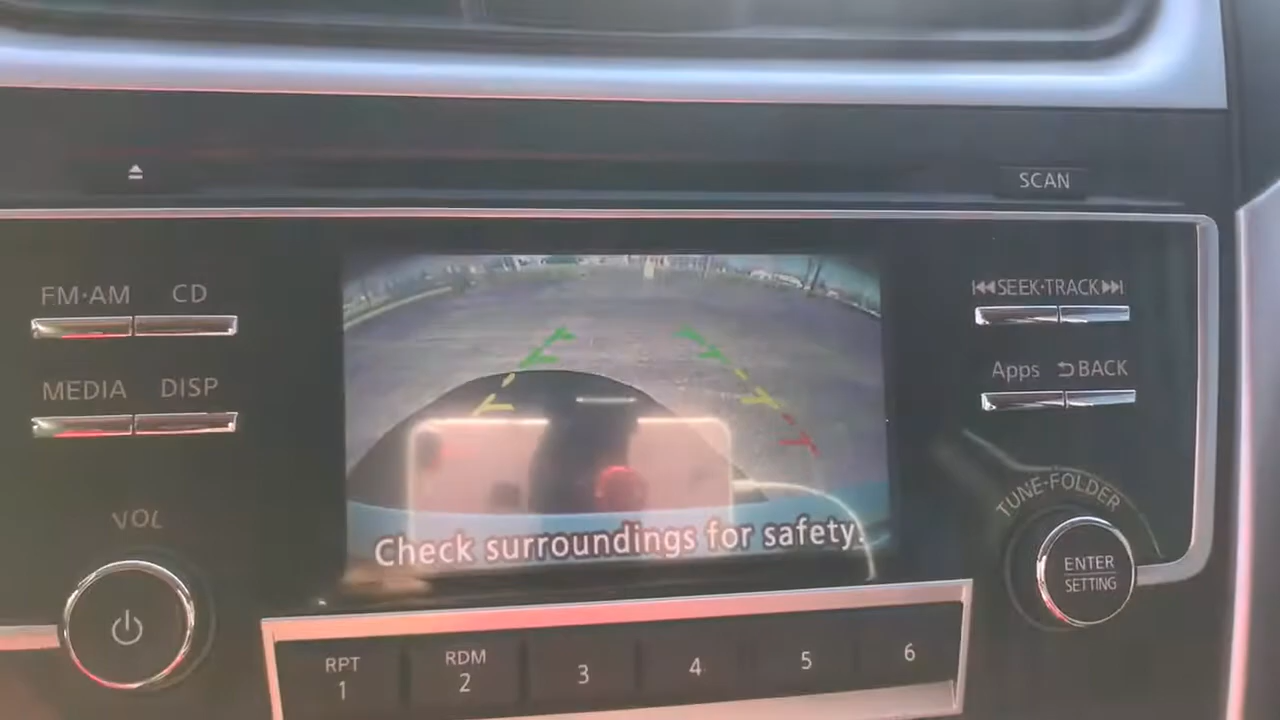 SCAN
FM·AM CD
SEEK·TRACK
MEDIA DISP
Apps BACK
TUNE·FOLDER
VOL
Check surroundings for safety.
ENTER
SETTING
RPT
1
RDM
2
3
4
5
6